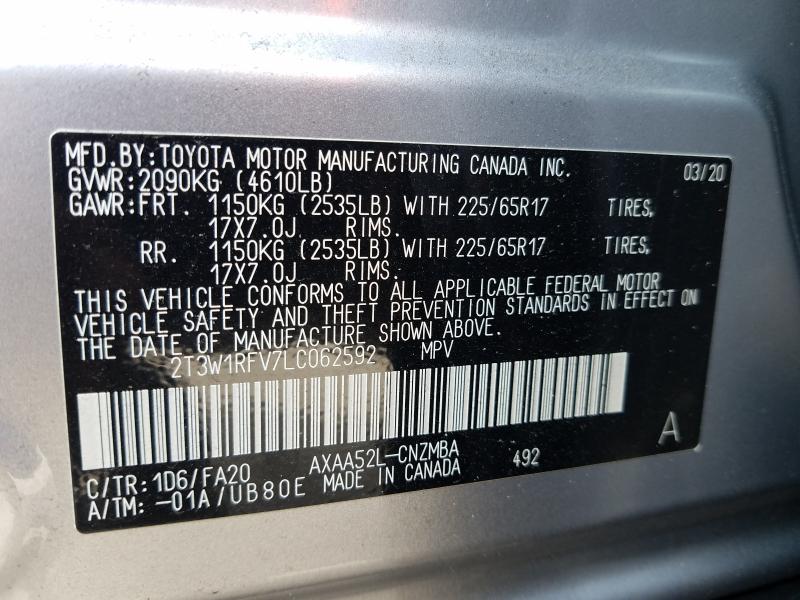 MFD.BY:TOYOTA MOTOR MANUFACTURING CANADA INC. 03/20
GVWR:2090KG (4610LB)
GAWR:FRT. 1150KG (2535LB) WITH 225/65R17 TIRES,
17X7.0J RIMS.
RR. 1150KG (2535LB) WITH 225/65R17 TIRES,
17X7.0J RIMS.
THIS VEHICLE CONFORMS TO ALL APPLICABLE FEDERAL MOTOR
VEHICLE SAFETY AND THEFT PREVENTION STANDARDS IN EFFECT ON
THE DATE OF MANUFACTURE SHOWN ABOVE.
2T3W1RFV7LC062592 MPV
A
C/TR:1D6/FA20 AXAA52L-CNZMBA 492
A/TM:-01A/UB80E MADE IN CANADA